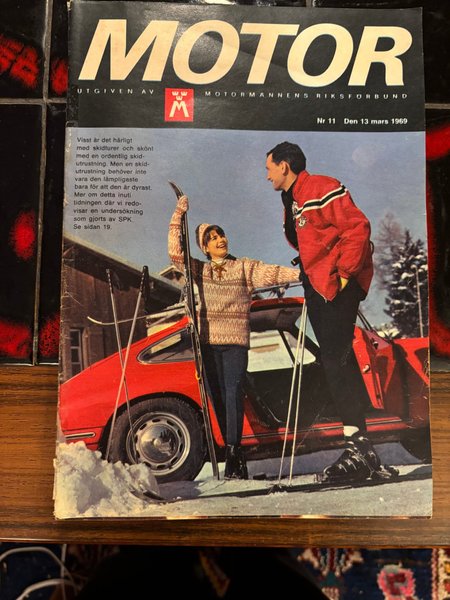 MOTOR
UTGIVEN AV M MOTORMÄNNENS RIKSFÖRBUND
Nr 11 Den 13 mars 1969
Visst är det härligt
med skidturer och skönt
med en ordentlig skid-
utrustning. Men en skid-
utrustning behöver inte
vara den lämpligaste
bara för att den är dyrast.
Mer om detta inuti
tidningen där vi redo-
visar en undersökning
som gjorts av SPK.
Se sidan 19.